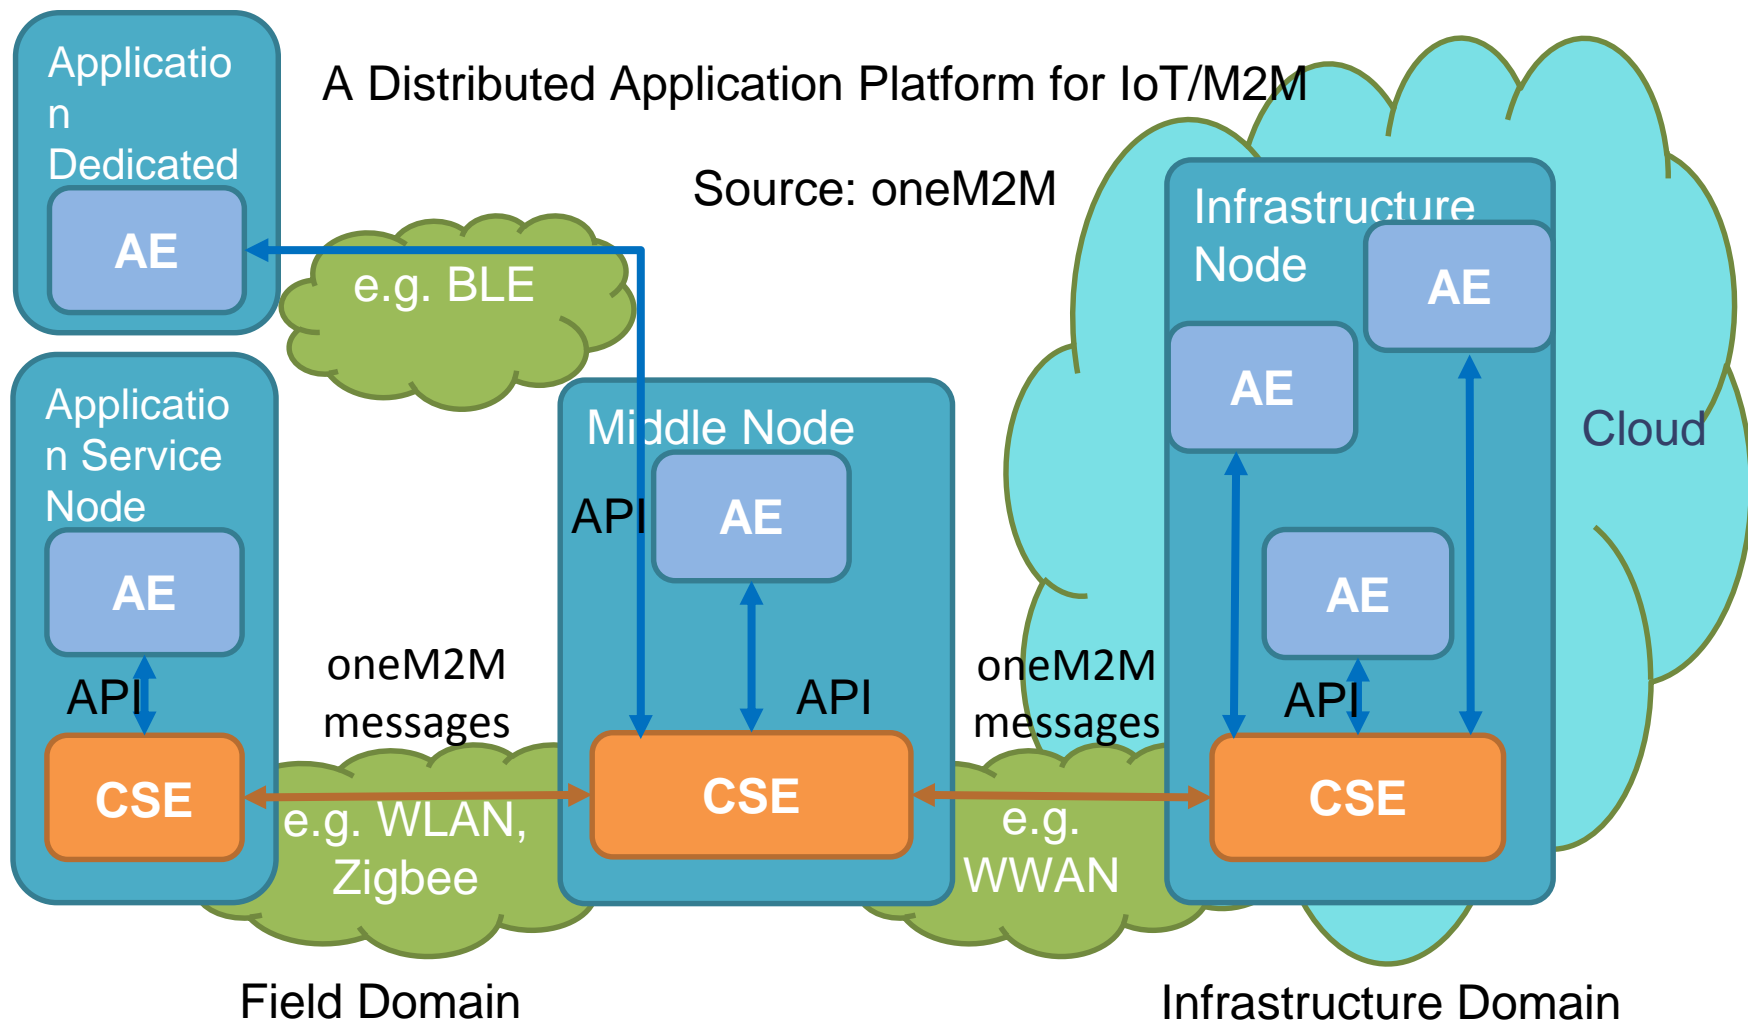 A Distributed Application Platform for IoT/M2M
Source: oneM2M
Applicatio
n
Dedicated
AE
e.g. BLE
Applicatio
n Service
Node
AE
API
CSE
oneM2M
messages
e.g. WLAN,
Zigbee
Middle Node
API
AE
API
CSE
oneM2M
messages
e.g.
WWAN
Infrastructure
Node
AE
AE
AE
API
CSE
Cloud
Field Domain
Infrastructure Domain